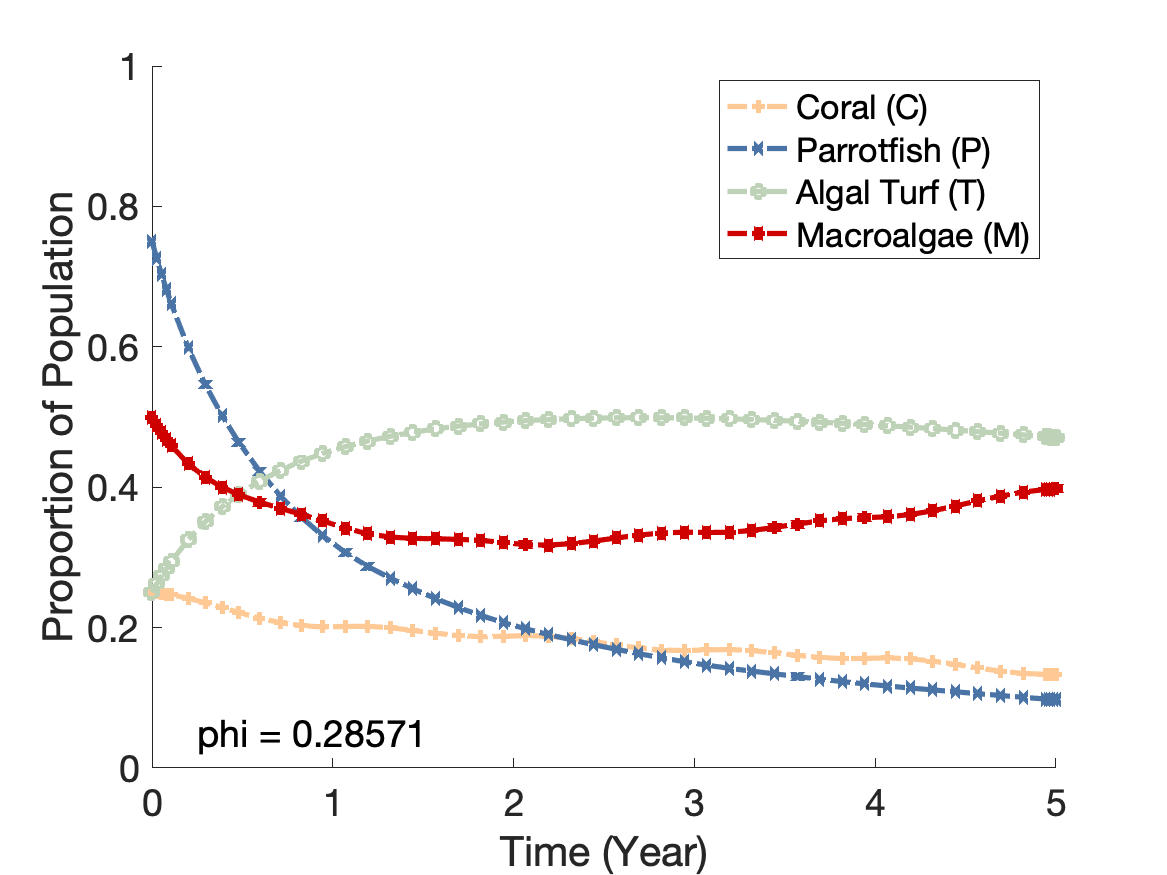 Proportion of Population
1
0.8
0.6
0.4
0.2
0
Coral (C)
Parrotfish (P)
Algal Turf (T)
Macroalgae (M)
phi = 0.28571
0 1 2 3 4 5
Time (Year)